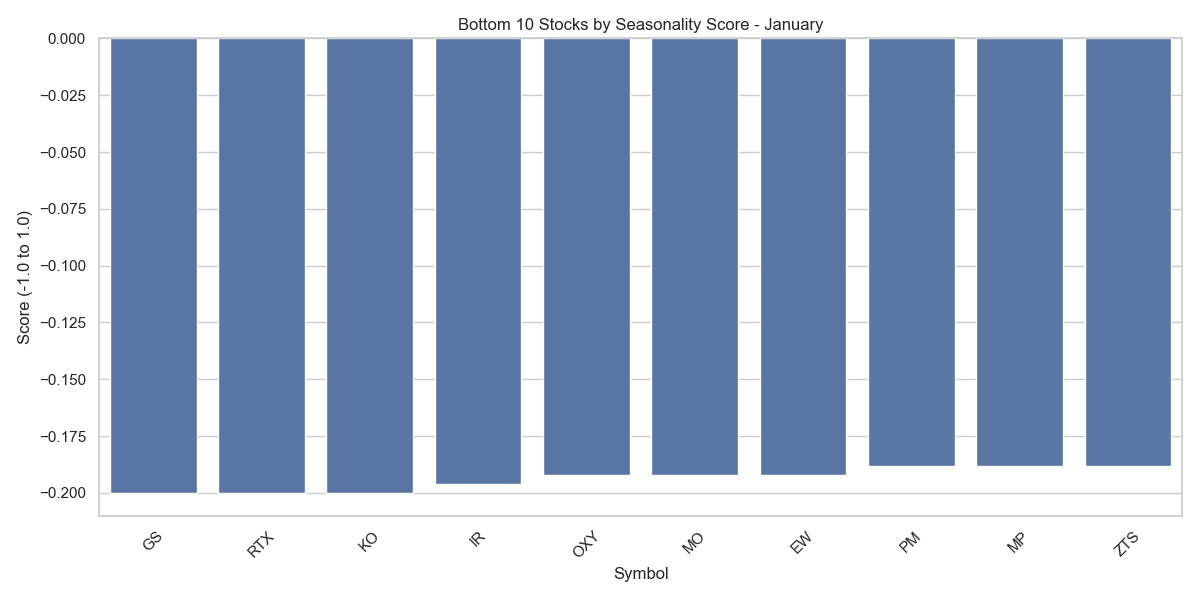 Bottom 10 Stocks by Seasonality Score - January
0.000
−0.025
−0.050
−0.075
−0.100
−0.125
−0.150
−0.175
−0.200
Score (-1.0 to 1.0)
GS
RTX
KO
IR
OXY
MO
EW
PM
MP
ZTS
Symbol